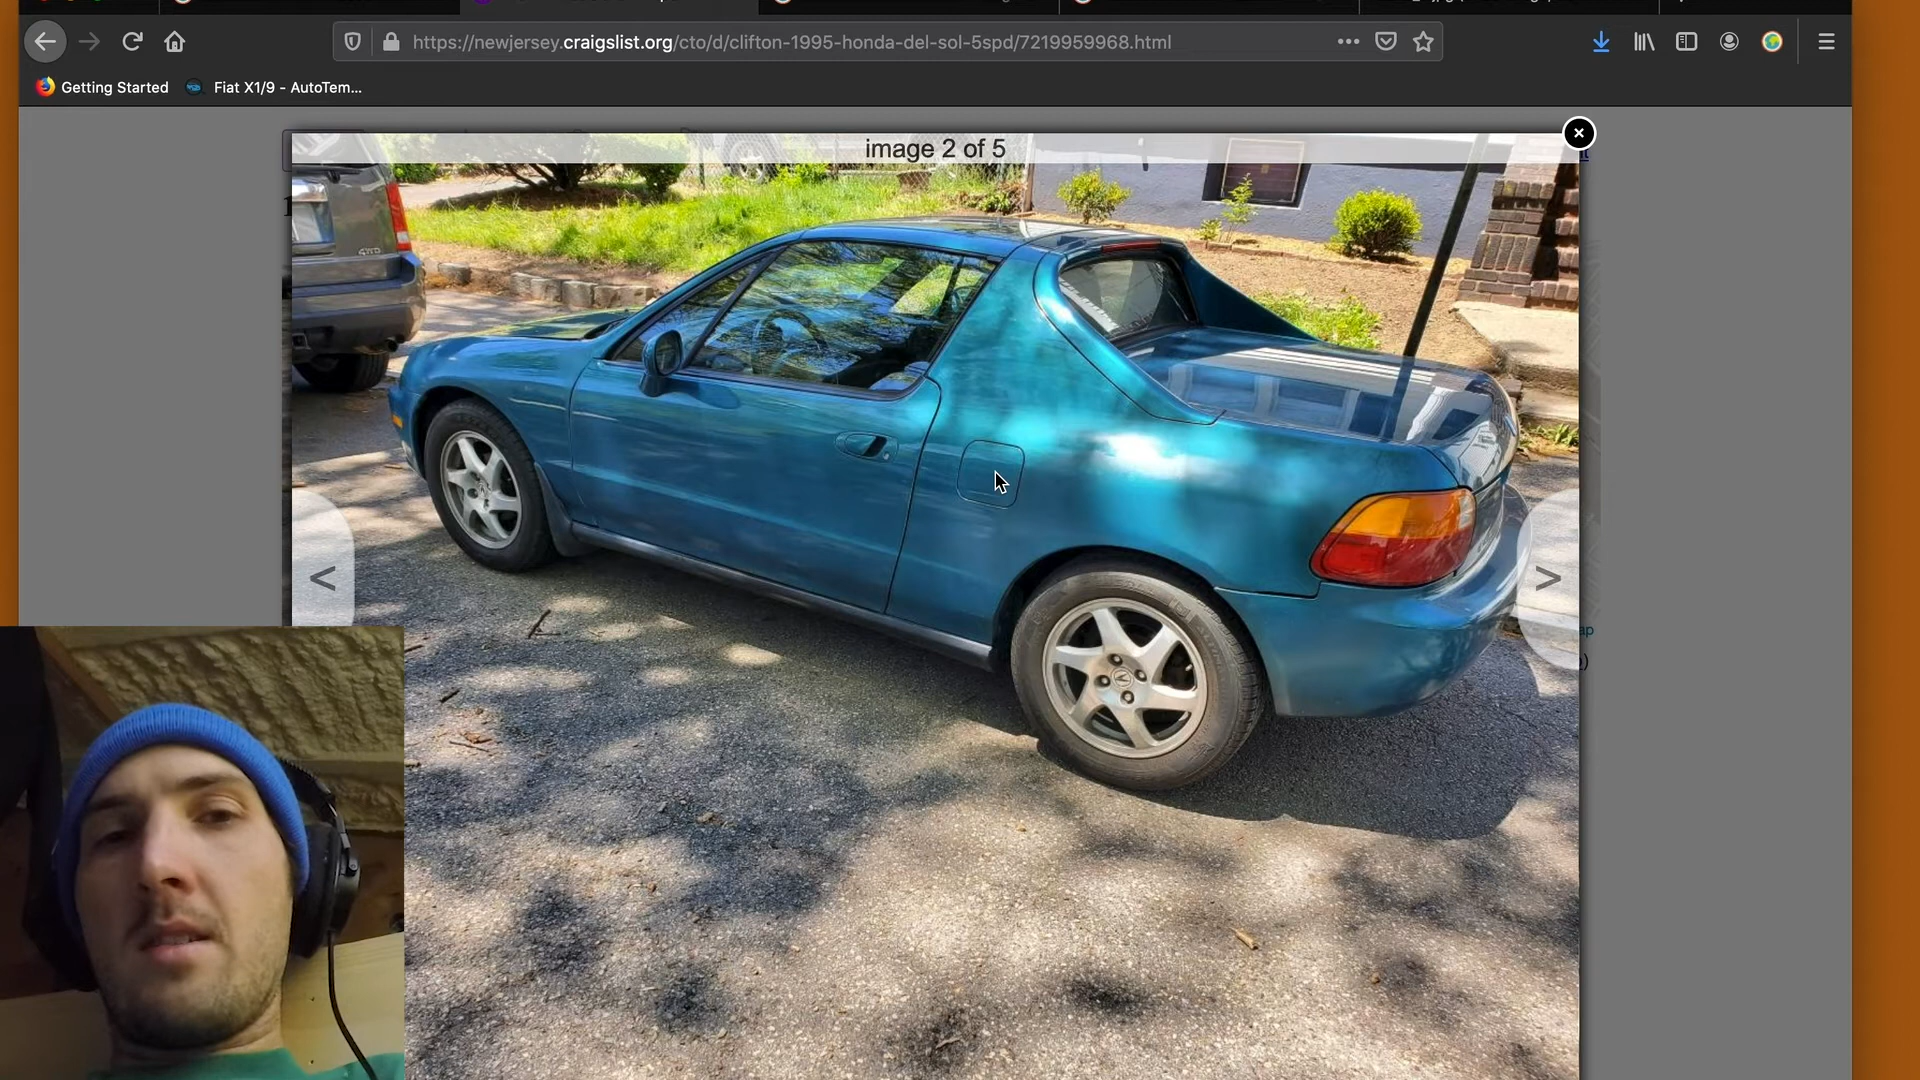 https://newjersey.craigslist.org/cto/d/clifton-1995-honda-del-sol-5spd/7219959968.html
Getting Started
Fiat X1/9 - AutoTem...
image 2 of 5